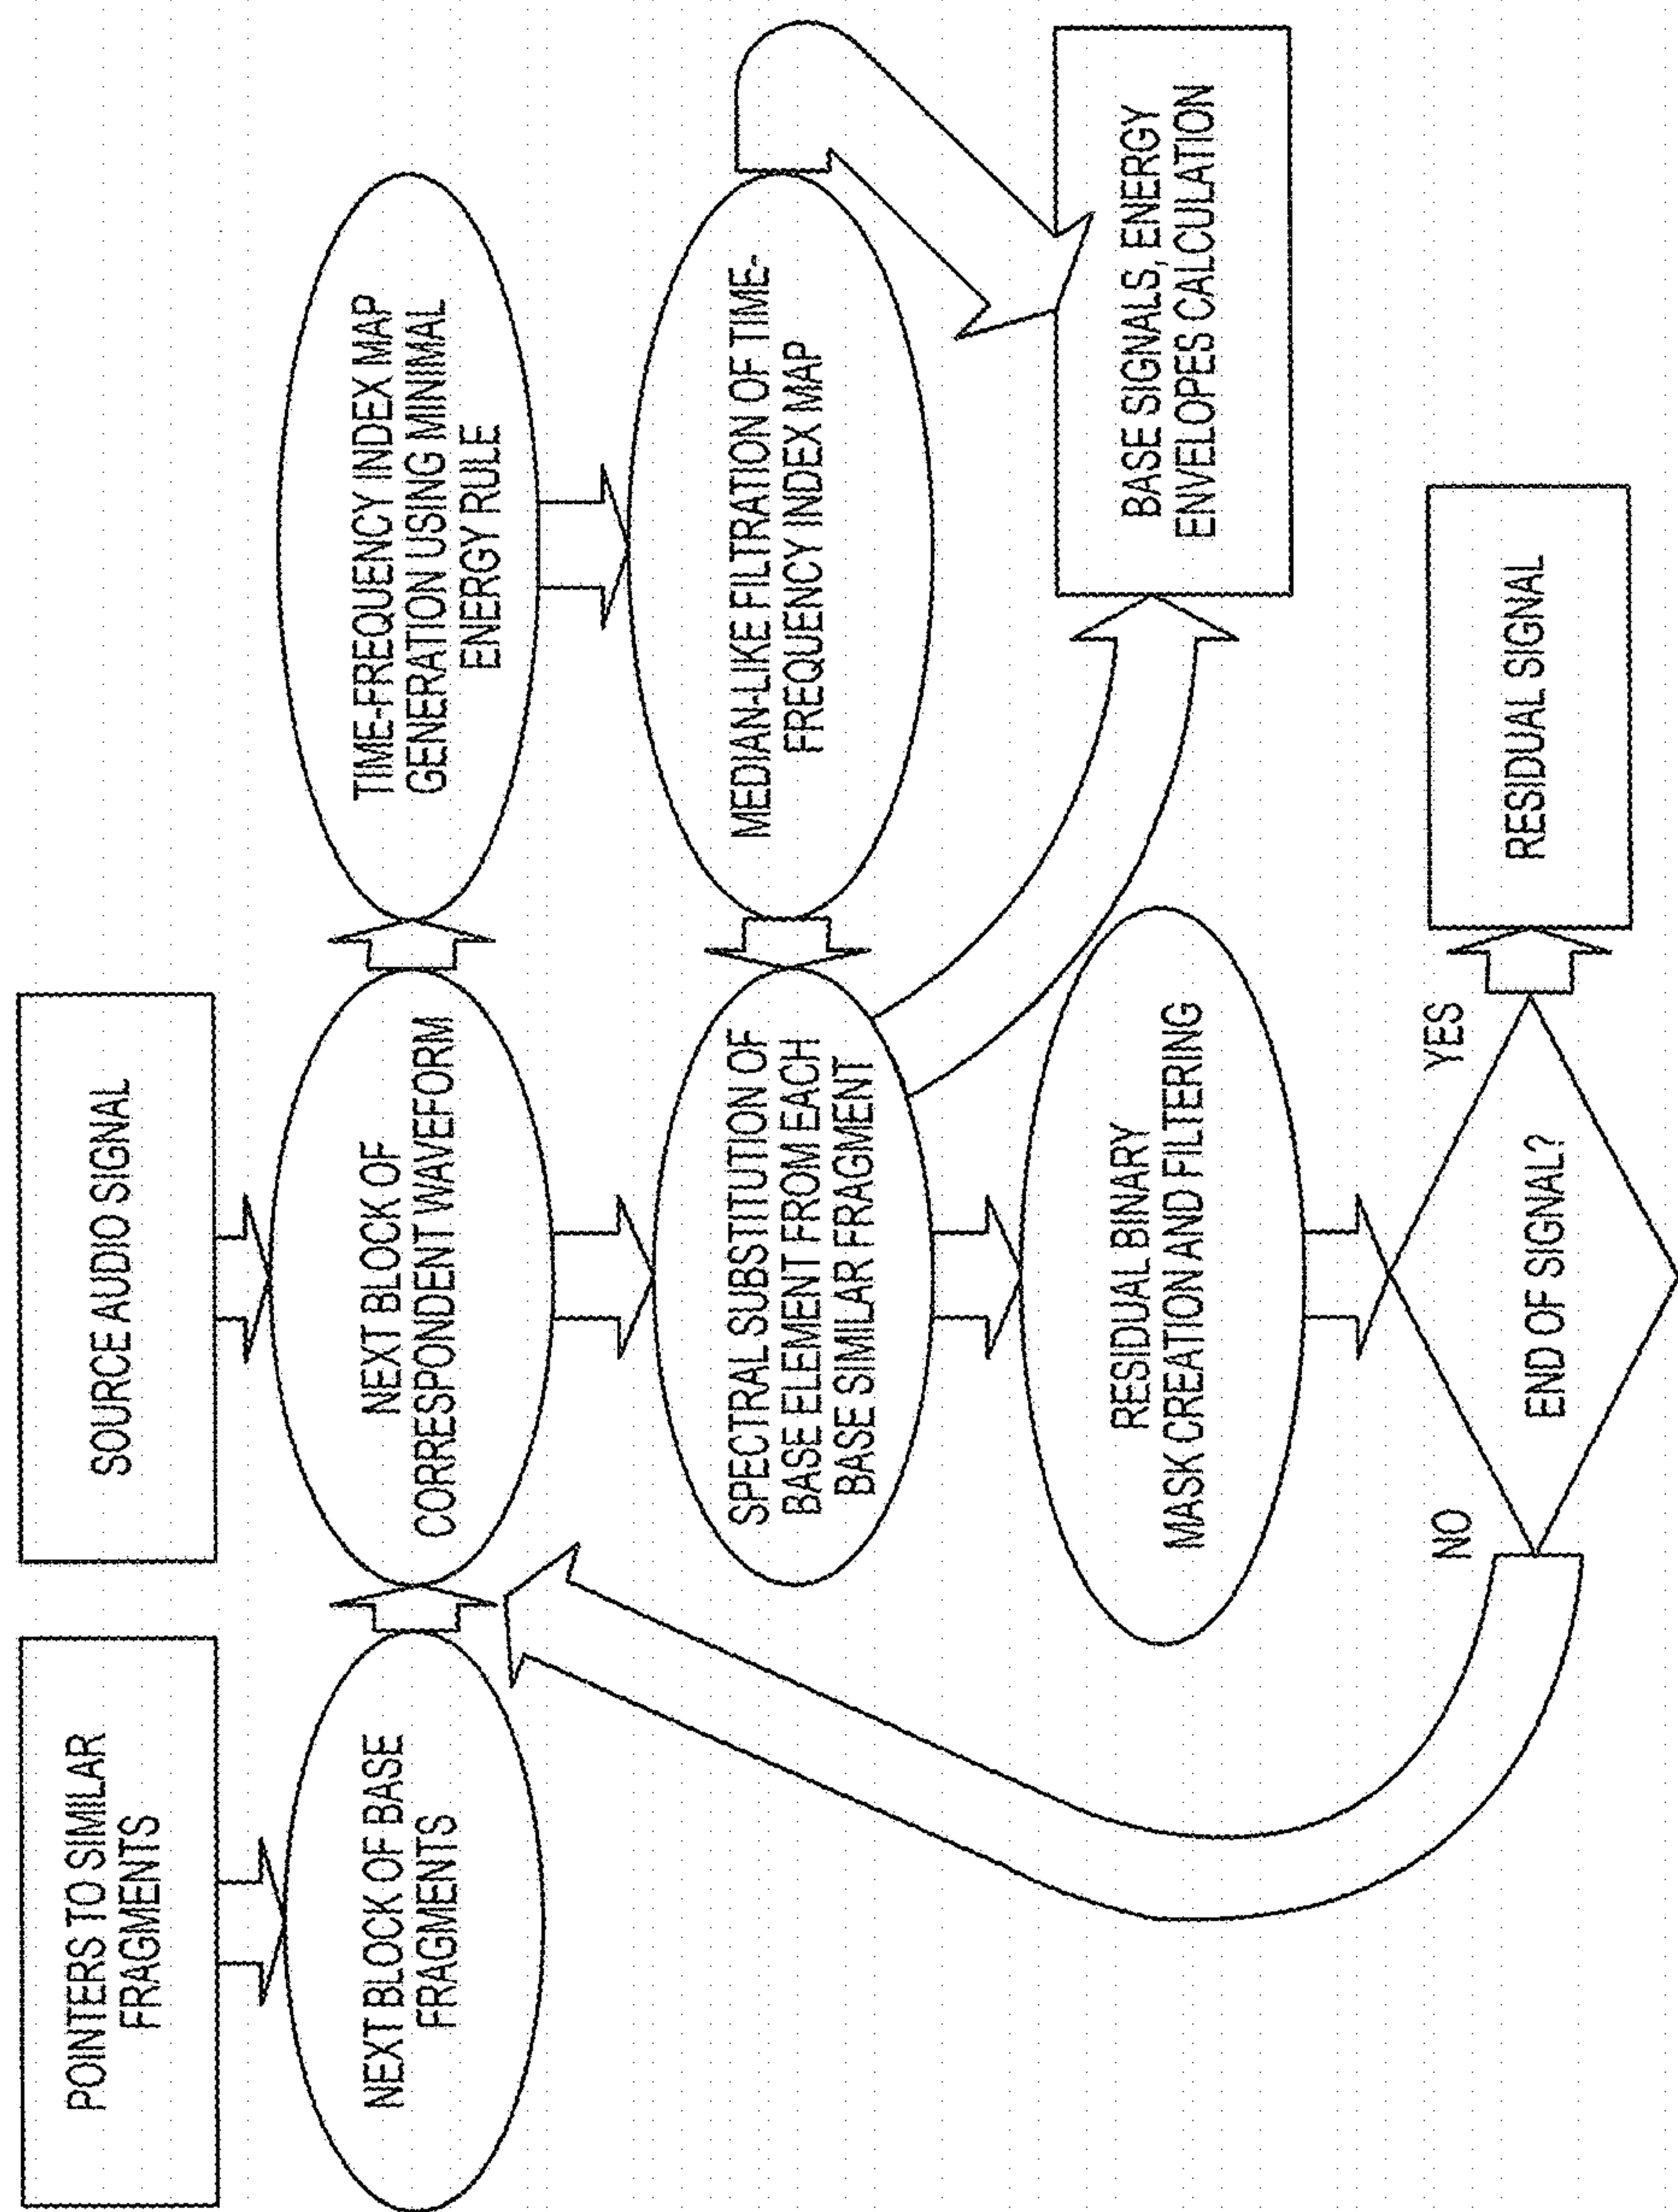 POINTERS TO SIMILAR
FRAGMENTS
SOURCE AUDIO SIGNAL
NEXT BLOCK OF BASE
FRAGMENTS
NEXT BLOCK OF
CORRESPONDENT WAVEFORM
TIME-FREQUENCY INDEX MAP
GENERATION USING MINIMAL
ENERGY RULE
SPECTRAL SUBSTITUTION OF
BASE ELEMENT FROM EACH
BASE SIMILAR FRAGMENT
MEDIAN-LIKE FILTRATION OF TIME-
FREQUENCY INDEX MAP
RESIDUAL BINARY
MASK CREATION AND FILTERING
BASE SIGNALS, ENERGY
ENVELOPES CALCULATION
NO
YES
END OF SIGNAL?
RESIDUAL SIGNAL